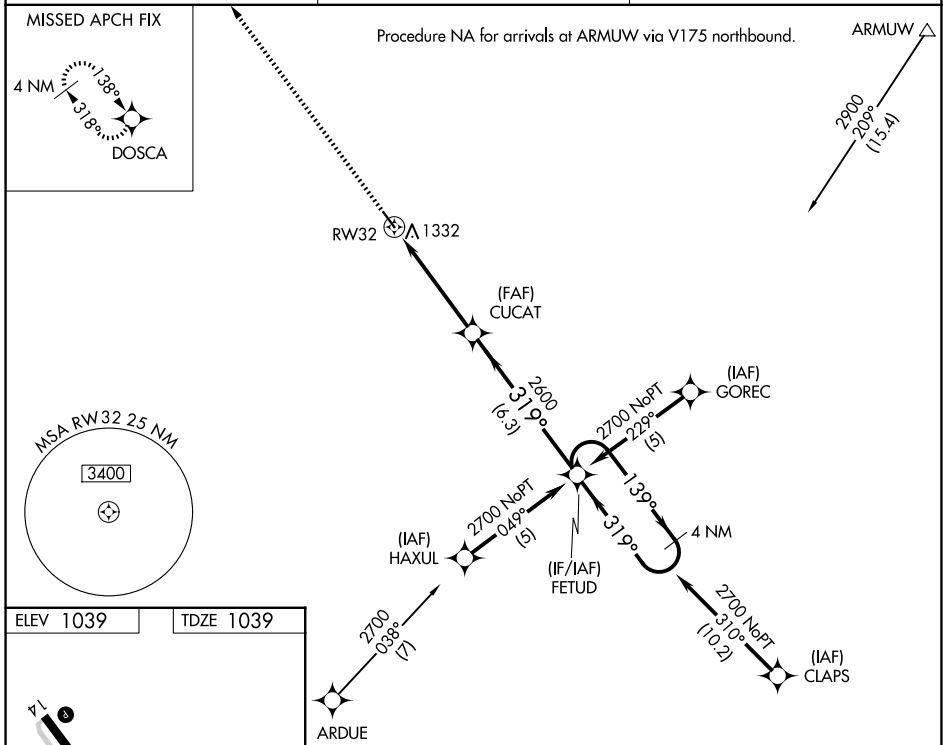 MISSED APCH FIX
4 NM
138°
318°
DOSCA
Procedure NA for arrivals at ARMUW via V175 northbound.
ARMUW
2900
209°
(15.4)
RW32
1332
(FAF)
CUCAT
2600
319°
(6.3)
(IAF)
GOREC
2700 NoPT
229°
(5)
MSA RW32 25 NM
3400
(IAF)
HAXUL
2700 NoPT
049°
(5)
(IF/IAF)
FETUD
139°
319°
4 NM
2700 NoPT
310°
(10.2)
(IAF)
CLAPS
2700
038°
(7)
ARDUE
ELEV 1039
TDZE 1039
14
P